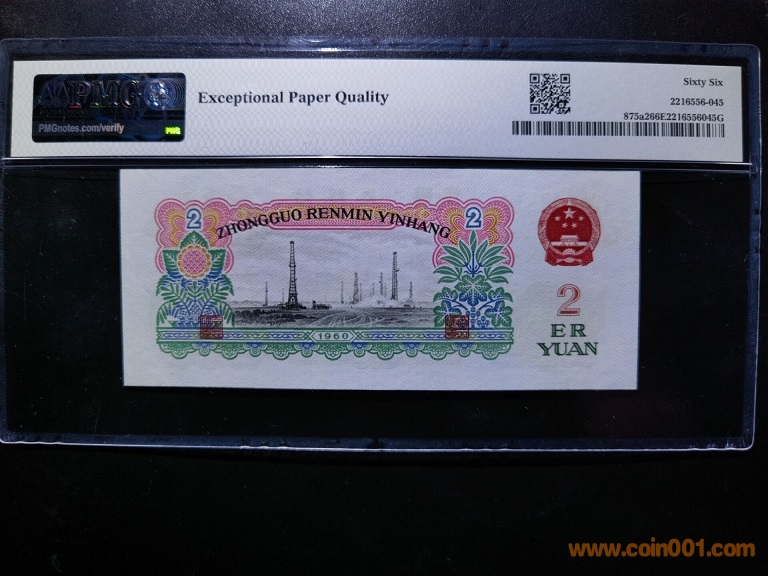 PMG
PMGnotes.com/verify
PMG
Exceptional Paper Quality
Sixty Six
2216556-045
875a266E2216556045G
ZHONGGUO RENMIN YINHANG
2 2
1960
2
ER
YUAN
www.coin001.com